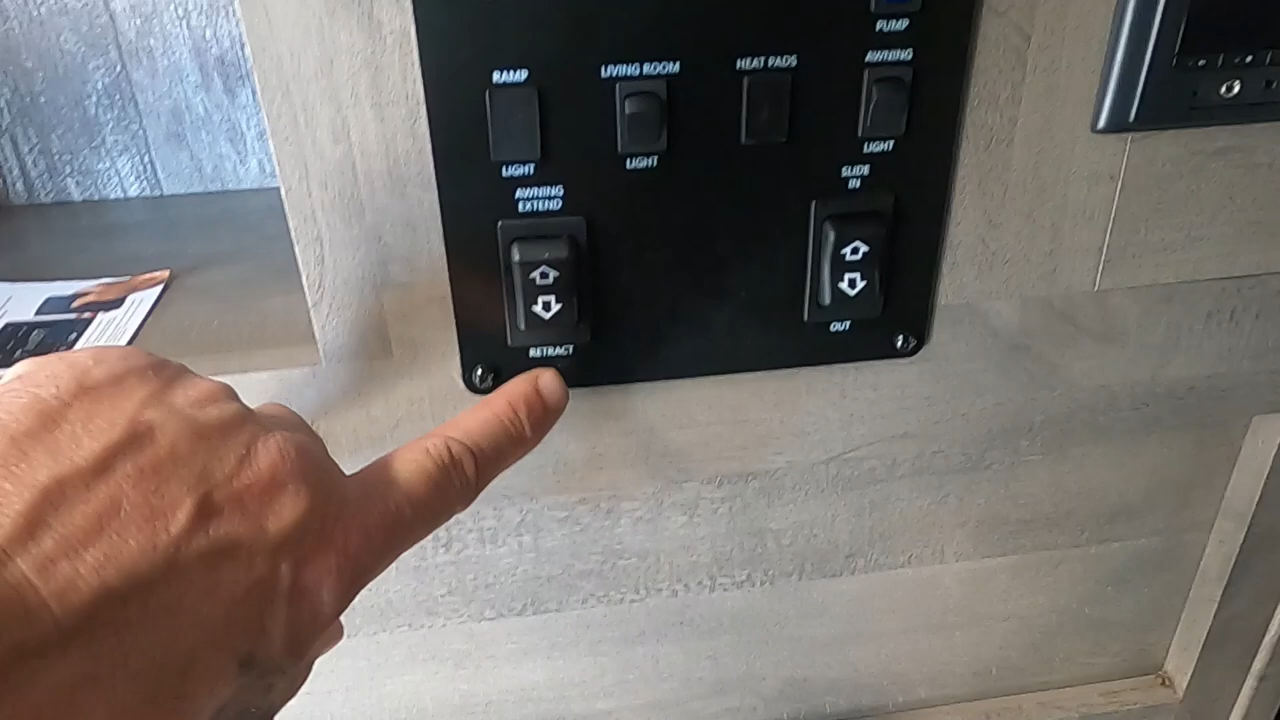 PUMP
RAMP
LIGHT
LIVING ROOM
LIGHT
HEAT PADS
AWNING
LIGHT
AWNING
EXTEND
RETRACT
SLIDE
IN
OUT